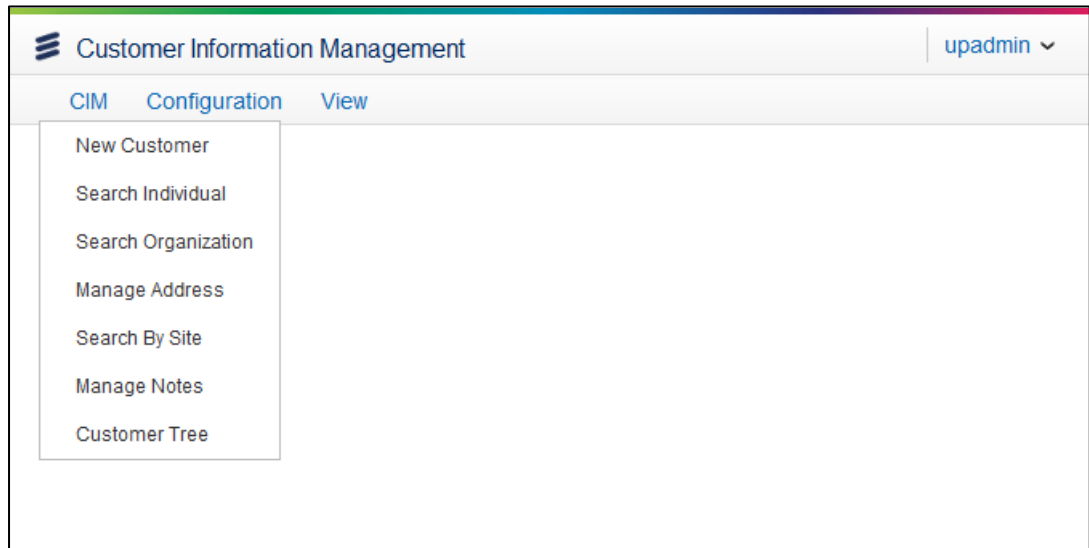 Customer Information Management
upadmin
CIM Configuration View
New Customer
Search Individual
Search Organization
Manage Address
Search By Site
Manage Notes
Customer Tree